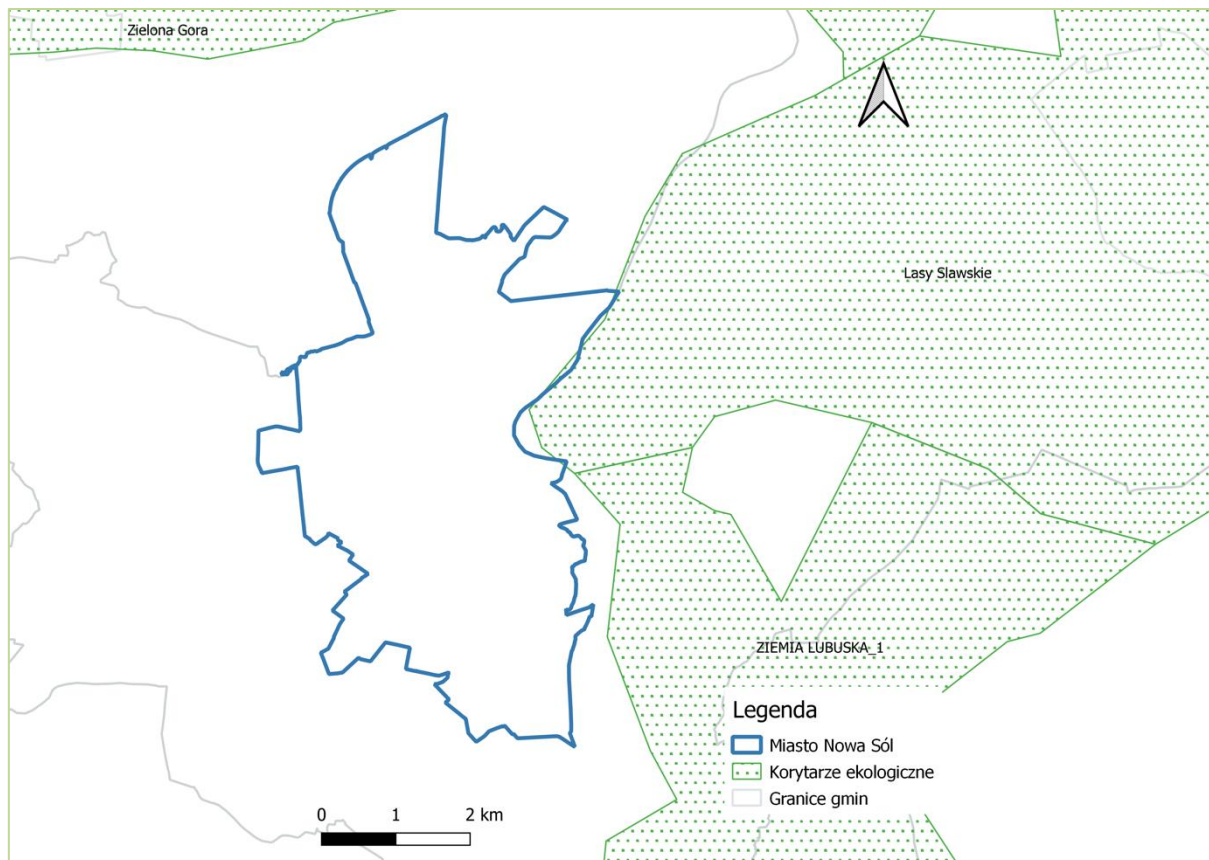 Zielona Gora
Lasy Slawskie
ZIEMIA LUBUSKA_1
Legenda
Miasto Nowa Sól
Korytarze ekologiczne
Granice gmin
0 1 2 km